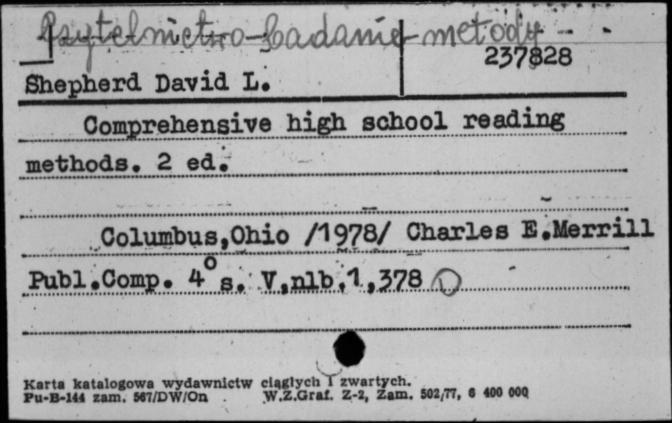 Czytelnictwo - badanie - metody
237828
Shepherd David L.
Comprehensive high school reading
methods. 2 ed.
Columbus,Ohio /1978/ Charles E.Merrill
Publ.Comp. 4° s. V,nlb.1,378
Karta katalogowa wydawnictw ciągłych i zwartych.
Pu-B-144 zam. 567/DW/On W.Z.Graf. Z-2, Zam. 502/77, 6 400 000